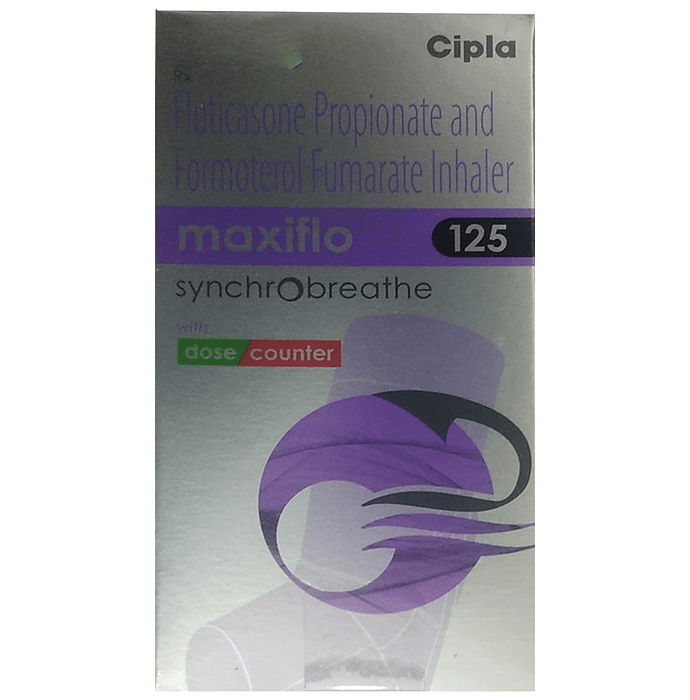 Cipla
Rx
Fluticasone Propionate and
Formoterol Fumarate Inhaler
maxiflo 125
synchrobreathe
with
dose counter